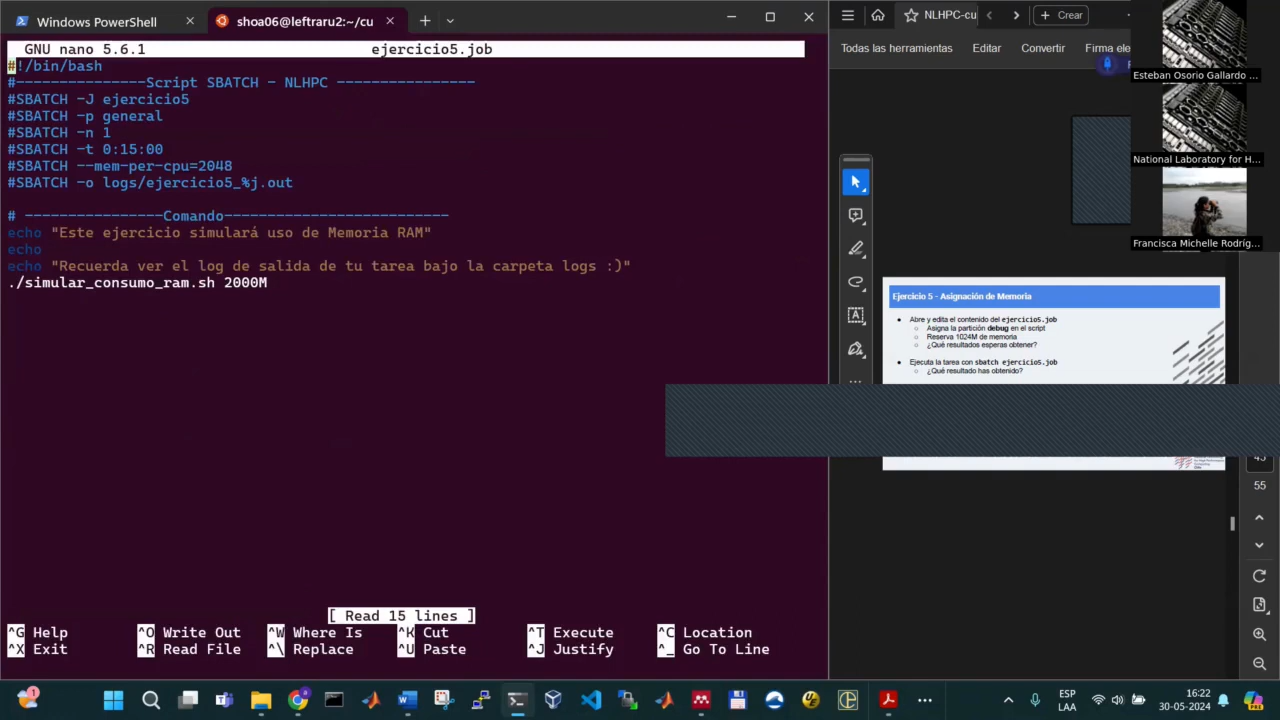 Windows PowerShell
shoa06@leftraru2:~/cu
NLHPC-cu
Crear
GNU nano 5.6.1 ejercicio5.job
Todas las herramientas Editar Convertir Firma ele
#!/bin/bash
#---------------Script SBATCH - NLHPC ----------------
#SBATCH -J ejercicio5
#SBATCH -p general
#SBATCH -n 1
#SBATCH -t 0:15:00
#SBATCH --mem-per-cpu=2048
#SBATCH -o logs/ejercicio5_%j.out
# ----------------Comando--------------------------
echo "Este ejercicio simulará uso de Memoria RAM"
echo
echo "Recuerda ver el log de salida de tu tarea bajo la carpeta logs :)"
./simular_consumo_ram.sh 2000M
[ Read 15 lines ]
^G Help ^O Write Out ^W Where Is ^K Cut ^T Execute ^C Location
^X Exit ^R Read File ^\ Replace ^U Paste ^J Justify ^_ Go To Line
Esteban Osorio Gallardo ...
National Laboratory for H...
Francisca Michelle Rodríg...
Ejercicio 5 - Asignación de Memoria
Abre y edita el contenido del ejercicio5.job
Asigna la partición debug en el script
Reserva 1024M de memoria
¿Qué resultados esperas obtener?
Ejecuta la tarea con sbatch ejercicio5.job
¿Qué resultado has obtenido?
55
ESP
LAA
16:22
30-05-2024